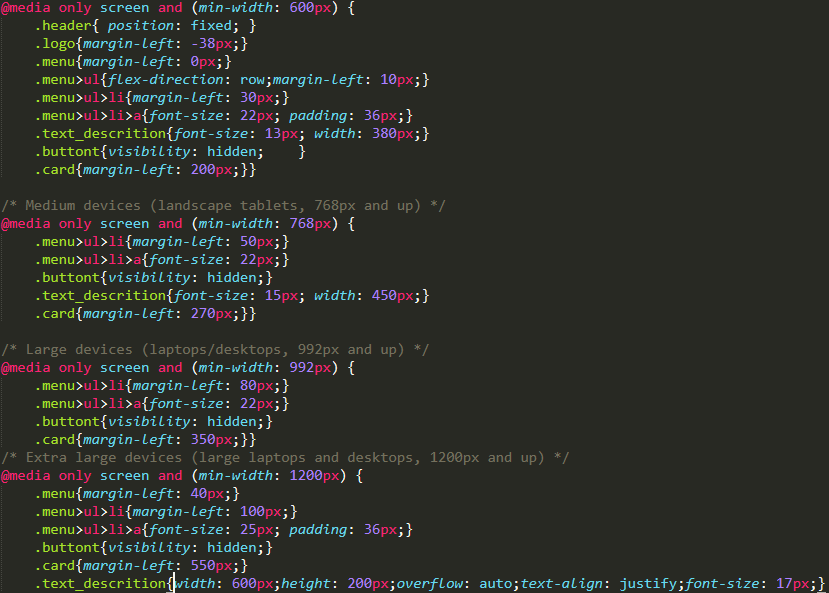 @media only screen and (min-width: 600px) {
    .header{ position: fixed; }
    .logo{margin-left: -38px;}
    .menu{margin-left: 0px;}
    .menu>ul{flex-direction: row;margin-left: 10px;}
    .menu>ul>li{margin-left: 30px;}
    .menu>ul>li>a{font-size: 22px; padding: 36px;}
    .text_descrition{font-size: 13px; width: 380px;}
    .buttont{visibility: hidden;    }
    .card{margin-left: 200px;}}
/* Medium devices (landscape tablets, 768px and up) */
@media only screen and (min-width: 768px) {
    .menu>ul>li{margin-left: 50px;}
    .menu>ul>li>a{font-size: 22px;}
    .buttont{visibility: hidden;}
    .text_descrition{font-size: 15px; width: 450px;}
    .card{margin-left: 270px;}}
/* Large devices (laptops/desktops, 992px and up) */
@media only screen and (min-width: 992px) {
    .menu>ul>li{margin-left: 80px;}
    .menu>ul>li>a{font-size: 22px;}
    .buttont{visibility: hidden;}
    .card{margin-left: 350px;}}
/* Extra large devices (large laptops and desktops, 1200px and up) */
@media only screen and (min-width: 1200px) {
    .menu{margin-left: 40px;}
    .menu>ul>li{margin-left: 100px;}
    .menu>ul>li>a{font-size: 25px; padding: 36px;}
    .buttont{visibility: hidden;}
    .card{margin-left: 550px;}
    .text_descrition{width: 600px;height: 200px;overflow: auto;text-align: justify;font-size: 17px;}